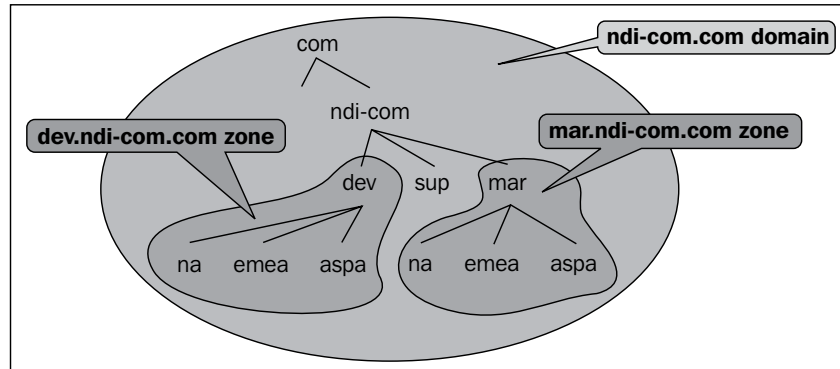 com
ndi-com.com domain
ndi-com
dev.ndi-com.com zone
mar.ndi-com.com zone
dev sup mar
na emea aspa na emea aspa